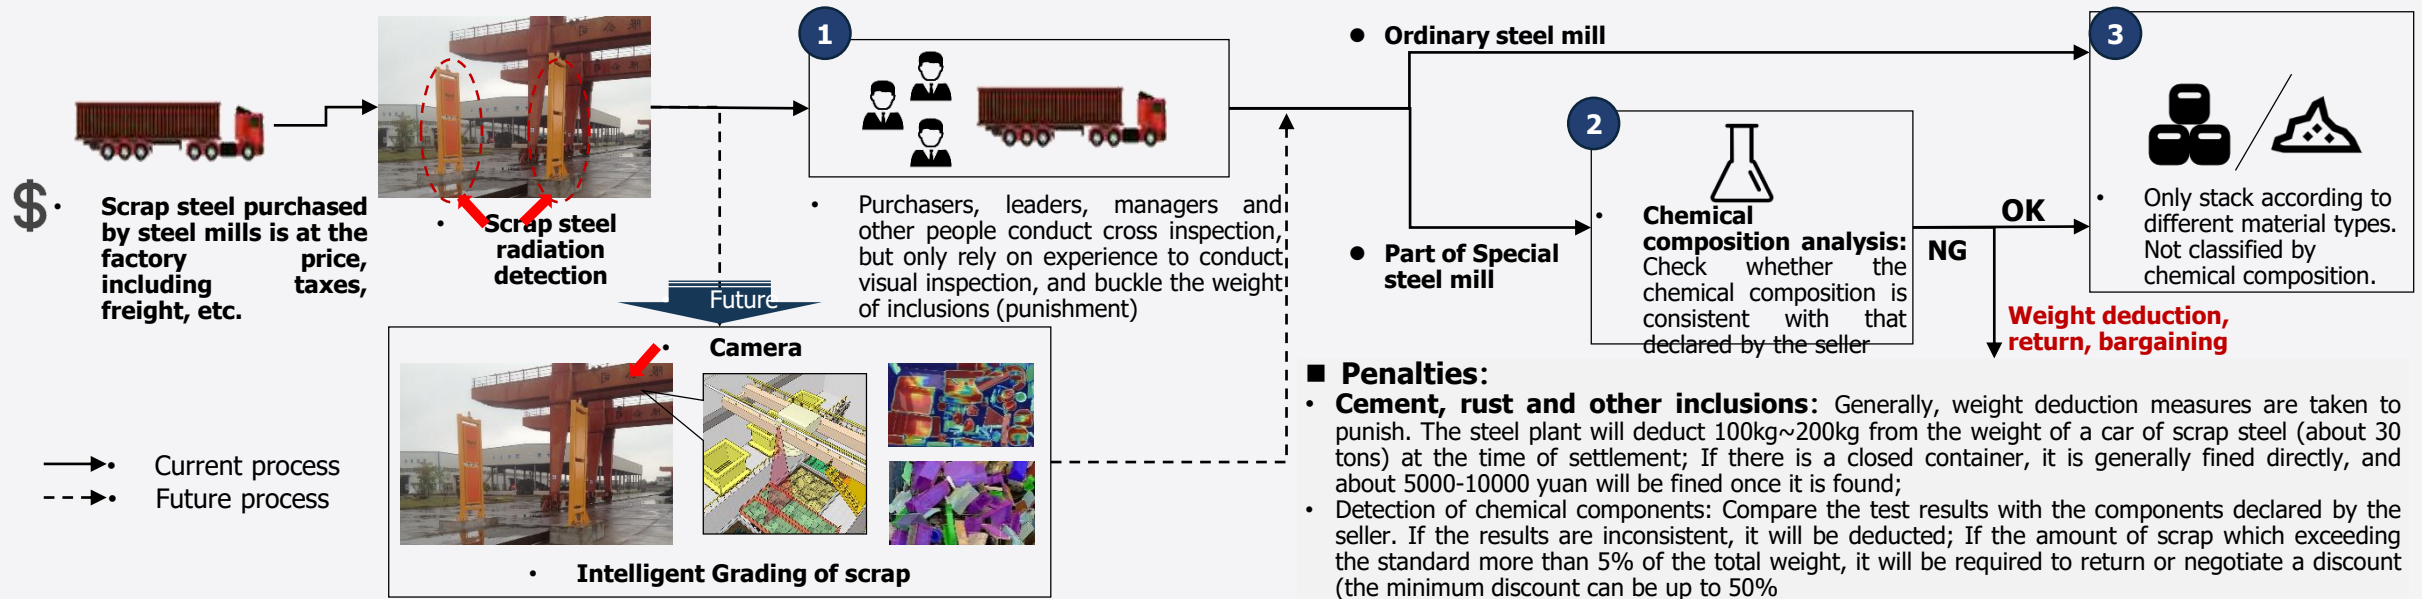 $
• Scrap steel purchased
by steel mills is at the
factory price,
including taxes,
freight, etc.
• Scrap steel
radiation
detection
1
• Purchasers, leaders, managers and
other people conduct cross inspection,
but only rely on experience to conduct
visual inspection, and buckle the weight
of inclusions (punishment)
● Ordinary steel mill
● Part of Special
steel mill
2
• Chemical
composition analysis:
Check whether the
chemical composition is
consistent with that
declared by the seller
OK
NG
Weight deduction,
return, bargaining
3
• Only stack according to
different material types.
Not classified by
chemical composition.
Future
• Camera
• Intelligent Grading of scrap
• Current process
• Future process
■ Penalties:
• Cement, rust and other inclusions: Generally, weight deduction measures are taken to
punish. The steel plant will deduct 100kg~200kg from the weight of a car of scrap steel (about 30
tons) at the time of settlement; If there is a closed container, it is generally fined directly, and
about 5000-10000 yuan will be fined once it is found;
• Detection of chemical components: Compare the test results with the components declared by the
seller. If the results are inconsistent, it will be deducted; If the amount of scrap which exceeding
the standard more than 5% of the total weight, it will be required to return or negotiate a discount
(the minimum discount can be up to 50%